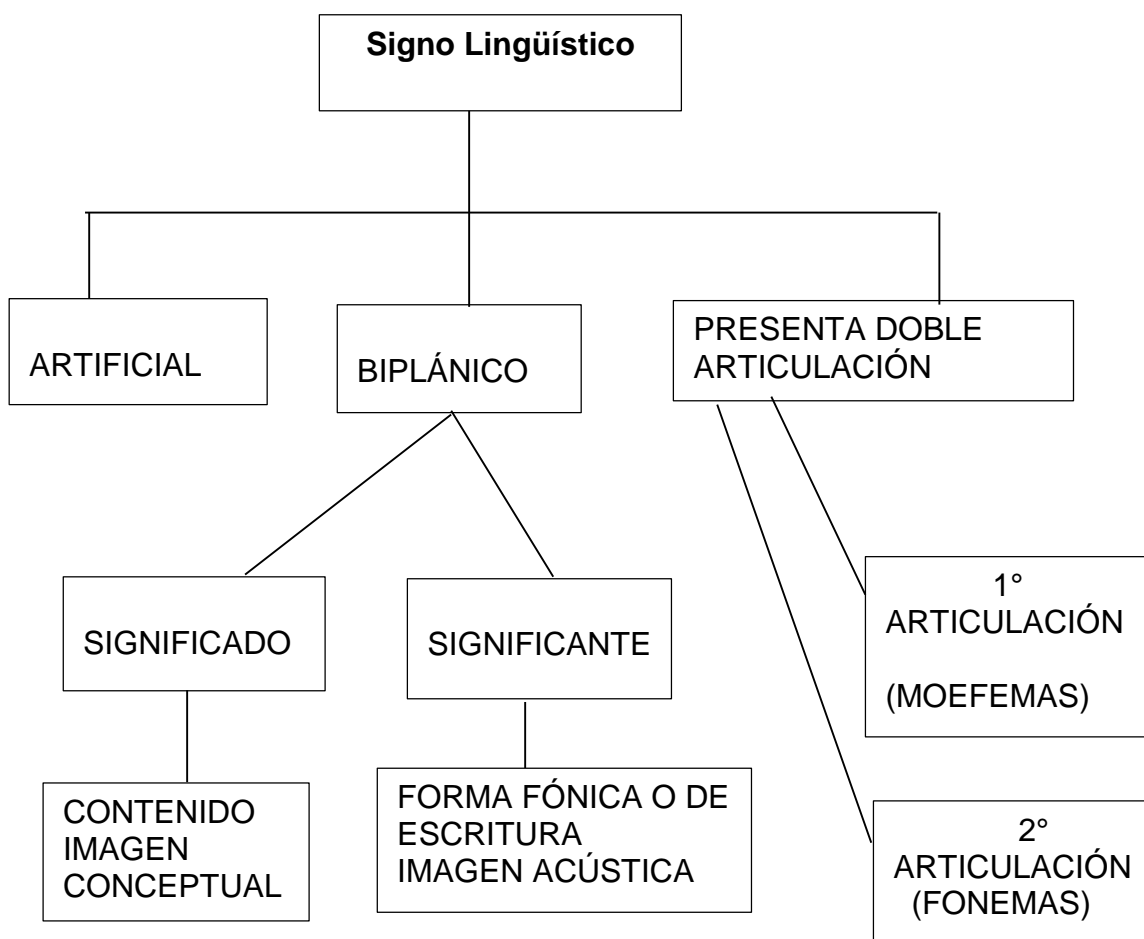 Signo Lingüístico
ARTIFICIAL
BIPLÁNICO
PRESENTA DOBLE
ARTICULACIÓN
SIGNIFICADO
SIGNIFICANTE
1°
ARTICULACIÓN
(MOEFEMAS)
CONTENIDO
IMAGEN
CONCEPTUAL
FORMA FÓNICA O DE
ESCRITURA
IMAGEN ACÚSTICA
2°
ARTICULACIÓN
(FONEMAS)